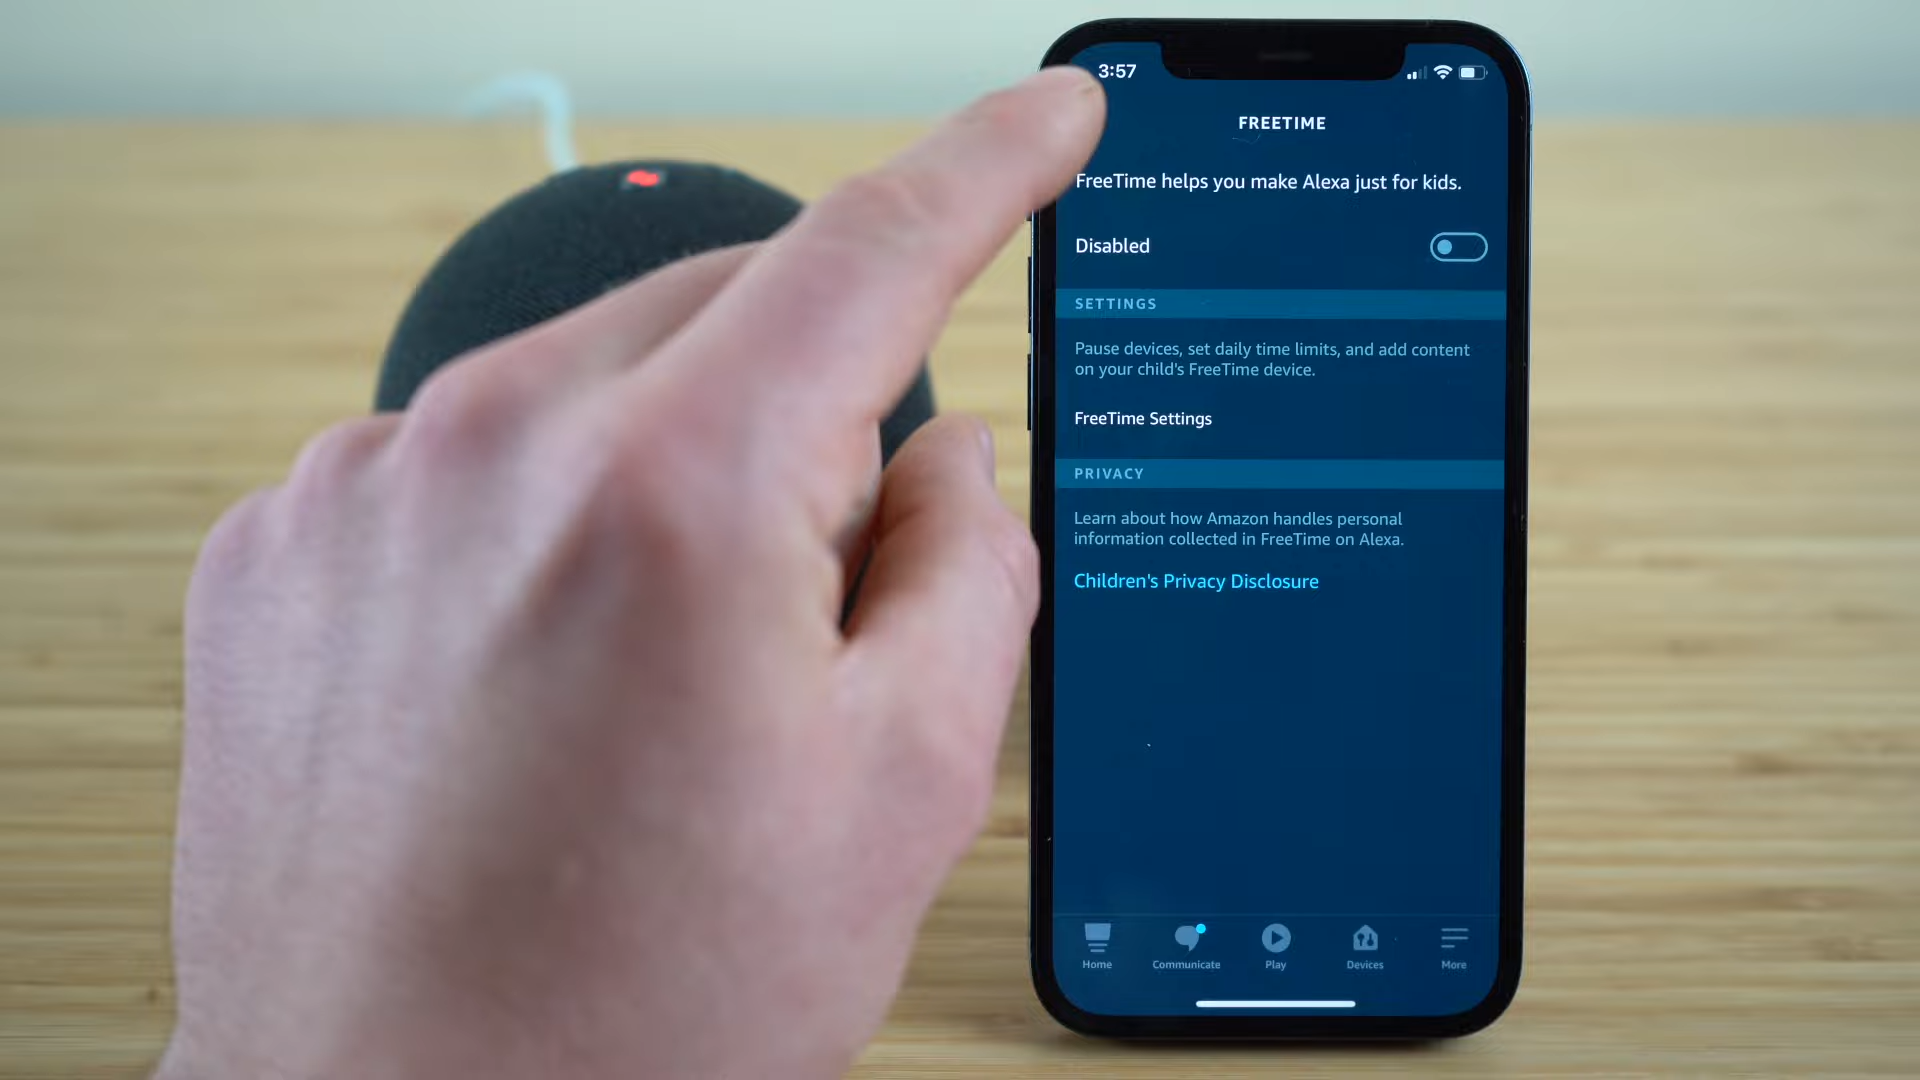 3:57
FREETIME
FreeTime helps you make Alexa just for kids.
Disabled
SETTINGS
Pause devices, set daily time limits, and add content
on your child's FreeTime device.
FreeTime Settings
PRIVACY
Learn about how Amazon handles personal
information collected in FreeTime on Alexa.
Children's Privacy Disclosure
Home
Communicate
Play
Devices
More